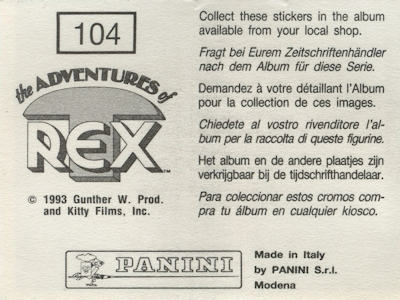 104
the ADVENTURES of
T
REX™
© 1993 Gunther W. Prod.
and Kitty Films, Inc.
Collect these stickers in the album
available from your local shop.
Fragt bei Eurem Zeitschriftenhändler
nach dem Album für diese Serie.
Demandez à votre détaillant l'Album
pour la collection de ces images.
Chiedete al vostro rivenditore l'al-
bum per la raccolta di queste figurine.
Het album en de andere plaatjes zijn
verkrijgbaar bij de tijdschrifthandelaar.
Para coleccionar estos cromos com-
pra tu álbum en cualquier kiosco.
PANINI
Made in Italy
by PANINI S.r.l.
Modena